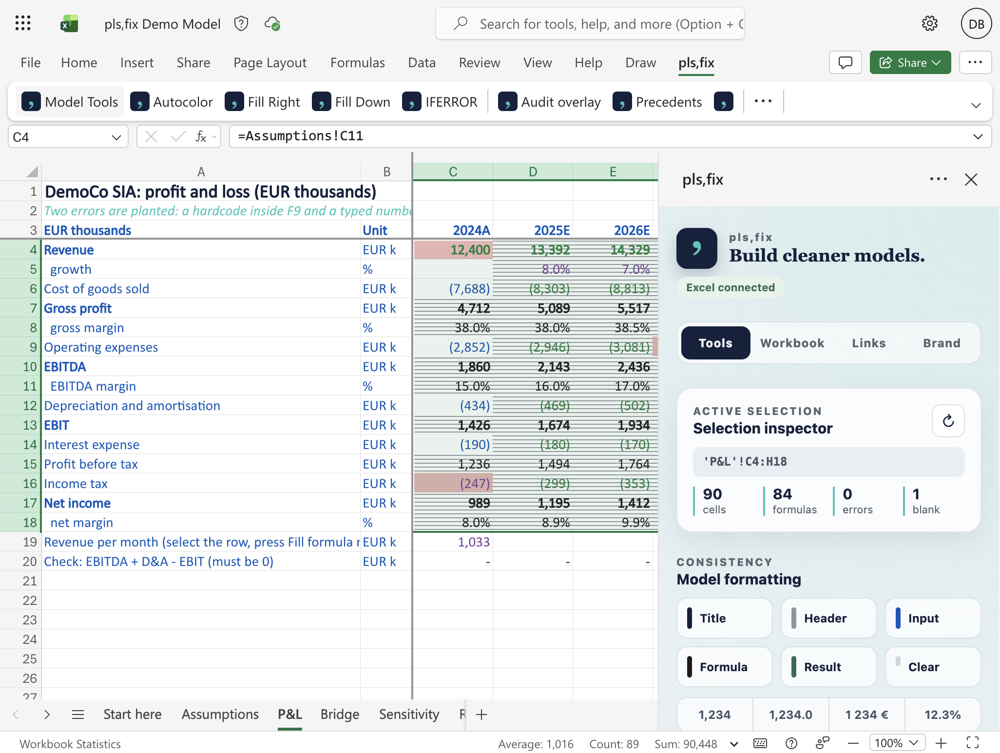 pls,fix Demo Model
Search for tools, help, and more (Option +
DB
File Home Insert Share Page Layout Formulas Data Review View Help Draw pls,fix
Share
Model Tools Autocolor Fill Right Fill Down IFERROR Audit overlay Precedents
C4 fx =Assumptions!C11
A B C D E
1 DemoCo SIA: profit and loss (EUR thousands)
2 Two errors are planted: a hardcode inside F9 and a typed
3 EUR thousands Unit 2024A 2025E 2026E
4 Revenue EUR k 12,400 13,392 14,329
5 growth % 8.0% 7.0%
6 Cost of goods sold EUR k (7,688) (8,303) (8,813)
7 Gross profit EUR k 4,712 5,089 5,517
8 gross margin % 38.0% 38.0% 38.5%
9 Operating expenses EUR k (2,852) (2,946) (3,081)
10 EBITDA EUR k 1,860 2,143 2,436
11 EBITDA margin % 15.0% 16.0% 17.0%
12 Depreciation and amortisation EUR k (434) (469) (502)
13 EBIT EUR k 1,426 1,674 1,934
14 Interest expense EUR k (190) (180) (170)
15 Profit before tax EUR k 1,236 1,494 1,764
16 Income tax EUR k (247) (299) (353)
17 Net income EUR k 989 1,195 1,412
18 net margin % 8.0% 8.9% 9.9%
19 Revenue per month (select the row, press Fill formula EUR k 1,033
20 Check: EBITDA + D&A - EBIT (must be 0) EUR k - - -
21
22
23
24
25
26
27
pls,fix
pls,fix
Build cleaner models.
Excel connected
Tools Workbook Links Brand
ACTIVE SELECTION
Selection inspector
'P&L'!C4:H18
90 84 0 1
cells formulas errors blank
CONSISTENCY
Model formatting
Title Header Input
Formula Result Clear
1,234 1,234.0 1 234 € 12.3%
Start here Assumptions P&L Bridge Sensitivity
Workbook Statistics Average: 1,016 Count: 89 Sum: 90,448 100%